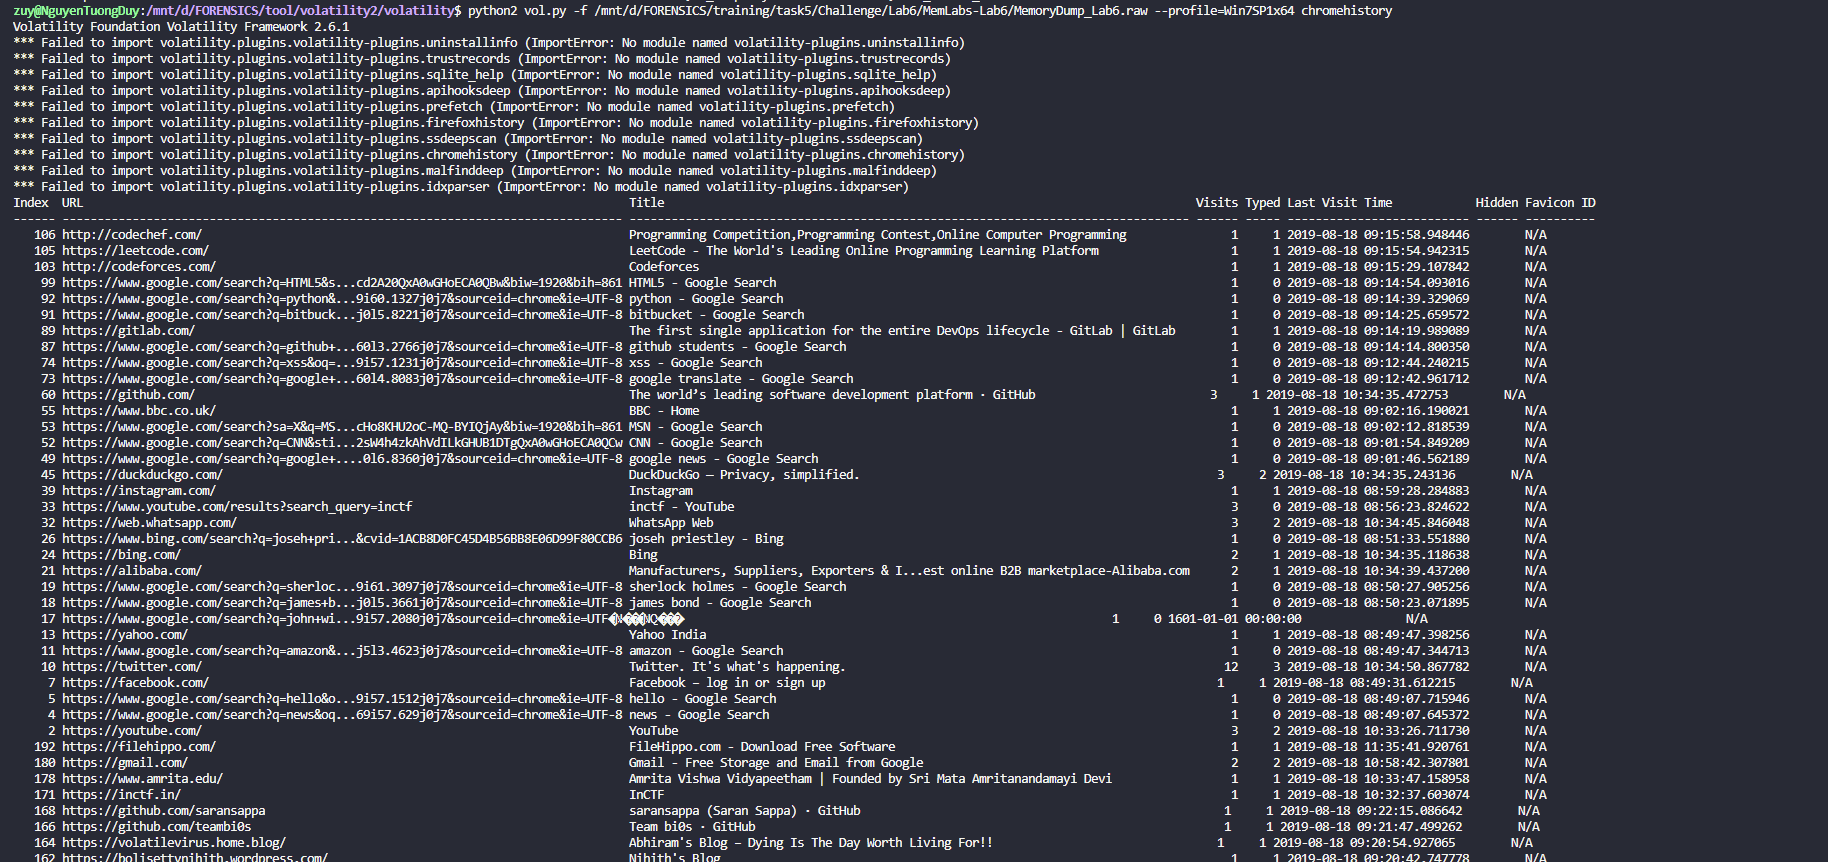 zuy@NguyenTuongDuy:/mnt/d/FORENSICS/tool/volatility2/volatility$ python2 vol.py -f /mnt/d/FORENSICS/training/task5/Challenge/Lab6/MemLabs-Lab6/MemoryDump_Lab6.raw --profile=Win7SP1x64 chromehistory
Volatility Foundation Volatility Framework 2.6.1
*** Failed to import volatility.plugins.volatility-plugins.uninstallinfo (ImportError: No module named volatility-plugins.uninstallinfo)
*** Failed to import volatility.plugins.volatility-plugins.trustrecords (ImportError: No module named volatility-plugins.trustrecords)
*** Failed to import volatility.plugins.volatility-plugins.sqlite_help (ImportError: No module named volatility-plugins.sqlite_help)
*** Failed to import volatility.plugins.volatility-plugins.apihooksdeep (ImportError: No module named volatility-plugins.apihooksdeep)
*** Failed to import volatility.plugins.volatility-plugins.prefetch (ImportError: No module named volatility-plugins.prefetch)
*** Failed to import volatility.plugins.volatility-plugins.firefoxhistory (ImportError: No module named volatility-plugins.firefoxhistory)
*** Failed to import volatility.plugins.volatility-plugins.ssdeepscan (ImportError: No module named volatility-plugins.ssdeepscan)
*** Failed to import volatility.plugins.volatility-plugins.chromehistory (ImportError: No module named volatility-plugins.chromehistory)
*** Failed to import volatility.plugins.volatility-plugins.malfinddeep (ImportError: No module named volatility-plugins.malfinddeep)
*** Failed to import volatility.plugins.volatility-plugins.idxparser (ImportError: No module named volatility-plugins.idxparser)
Index URL Title Visits Typed Last Visit Time Hidden Favicon ID
------ -------------------------------------------------------------------------------- -------------------------------------------------------------------------------- ------ ----- -------------------------- ------ ----------
106 http://codechef.com/ Programming Competition,Programming Contest,Online Computer Programming 1 1 2019-08-18 09:15:58.948446 N/A
105 https://leetcode.com/ LeetCode - The World's Leading Online Programming Learning Platform 1 1 2019-08-18 09:15:54.942315 N/A
103 http://codeforces.com/ Codeforces 1 1 2019-08-18 09:15:29.107842 N/A
99 https://www.google.com/search?q=HTML5&s...cd2A20QxA0wGHoECA0QBw&biw=1920&bih=861 HTML5 - Google Search 1 0 2019-08-18 09:14:54.093016 N/A
92 https://www.google.com/search?q=python&...9i60.1327j0j7&sourceid=chrome&ie=UTF-8 python - Google Search 1 0 2019-08-18 09:14:39.329069 N/A
91 https://www.google.com/search?q=bitbuck...j0l5.8221j0j7&sourceid=chrome&ie=UTF-8 bitbucket - Google Search 1 0 2019-08-18 09:14:25.659572 N/A
89 https://gitlab.com/ The first single application for the entire DevOps lifecycle - GitLab | GitLab 1 1 2019-08-18 09:14:19.989089 N/A
87 https://www.google.com/search?q=github+...60l3.2766j0j7&sourceid=chrome&ie=UTF-8 github students - Google Search 1 0 2019-08-18 09:14:14.800350 N/A
74 https://www.google.com/search?q=xss&oq=...9i57.1231j0j7&sourceid=chrome&ie=UTF-8 xss - Google Search 1 0 2019-08-18 09:12:44.240215 N/A
73 https://www.google.com/search?q=google+...60l4.8083j0j7&sourceid=chrome&ie=UTF-8 google translate - Google Search 1 0 2019-08-18 09:12:42.961712 N/A
60 https://github.com/ The world’s leading software development platform · GitHub 3 1 2019-08-18 10:34:35.472753 N/A
55 https://www.bbc.co.uk/ BBC - Home 1 1 2019-08-18 09:02:16.190021 N/A
53 https://www.google.com/search?sa=X&q=MS...cHo8KHU2oC-MQ-BYIQjAy&biw=1920&bih=861 MSN - Google Search 1 0 2019-08-18 09:02:12.818539 N/A
52 https://www.google.com/search?q=CNN&sti...2sW4h4zkAhVdILkGHUB1DTgQxA0wGHoECA0QCw CNN - Google Search 1 0 2019-08-18 09:01:54.849209 N/A
49 https://www.google.com/search?q=google+....0l6.8360j0j7&sourceid=chrome&ie=UTF-8 google news - Google Search 1 0 2019-08-18 09:01:46.562189 N/A
45 https://duckduckgo.com/ DuckDuckGo — Privacy, simplified. 3 2 2019-08-18 10:34:35.243136 N/A
39 https://instagram.com/ Instagram 1 1 2019-08-18 08:59:28.284883 N/A
33 https://www.youtube.com/results?search_query=inctf inctf - YouTube 3 0 2019-08-18 08:56:23.824622 N/A
32 https://web.whatsapp.com/ WhatsApp Web 3 2 2019-08-18 10:34:45.846048 N/A
26 https://www.bing.com/search?q=joseh+pri...&cvid=1ACB8D0FC45D4B56BB8E06D99F80CCB6 joseh priestley - Bing 1 0 2019-08-18 08:51:33.551880 N/A
24 https://bing.com/ Bing 2 1 2019-08-18 10:34:35.118638 N/A
21 https://alibaba.com/ Manufacturers, Suppliers, Exporters & I...est online B2B marketplace-Alibaba.com 2 1 2019-08-18 10:34:39.437200 N/A
19 https://www.google.com/search?q=sherloc...9i61.3097j0j7&sourceid=chrome&ie=UTF-8 sherlock holmes - Google Search 1 0 2019-08-18 08:50:27.905256 N/A
18 https://www.google.com/search?q=james+b...j0l5.3661j0j7&sourceid=chrome&ie=UTF-8 james bond - Google Search 1 0 2019-08-18 08:50:23.071895 N/A
17 https://www.google.com/search?q=john+wi...9i57.2080j0j7&sourceid=chrome&ie=UTF 1 0 1601-01-01 00:00:00 N/A
13 https://yahoo.com/ Yahoo India 1 1 2019-08-18 08:49:47.398256 N/A
11 https://www.google.com/search?q=amazon&...j5l3.4623j0j7&sourceid=chrome&ie=UTF-8 amazon - Google Search 1 0 2019-08-18 08:49:47.344713 N/A
10 https://twitter.com/ Twitter. It's what's happening. 12 3 2019-08-18 10:34:50.867782 N/A
7 https://facebook.com/ Facebook – log in or sign up 1 1 2019-08-18 08:49:31.612215 N/A
5 https://www.google.com/search?q=hello&o...9i57.1512j0j7&sourceid=chrome&ie=UTF-8 hello - Google Search 1 0 2019-08-18 08:49:07.715946 N/A
4 https://www.google.com/search?q=news&oq...69i57.629j0j7&sourceid=chrome&ie=UTF-8 news - Google Search 1 0 2019-08-18 08:49:07.645372 N/A
2 https://youtube.com/ YouTube 3 2 2019-08-18 10:33:26.711730 N/A
192 https://filehippo.com/ FileHippo.com - Download Free Software 1 1 2019-08-18 11:35:41.920761 N/A
180 https://gmail.com/ Gmail - Free Storage and Email from Google 2 2 2019-08-18 10:58:42.307801 N/A
178 https://www.amrita.edu/ Amrita Vishwa Vidyapeetham | Founded by Sri Mata Amritanandamayi Devi 1 1 2019-08-18 10:33:47.158958 N/A
171 https://inctf.in/ InCTF 1 1 2019-08-18 10:32:37.603074 N/A
168 https://github.com/saransappa saransappa (Saran Sappa) · GitHub 1 1 2019-08-18 09:22:15.086642 N/A
166 https://github.com/teambi0s Team bi0s · GitHub 1 1 2019-08-18 09:21:47.499262 N/A
164 https://volatilevirus.home.blog/ Abhiram's Blog – Dying Is The Day Worth Living For!! 1 1 2019-08-18 09:20:54.927065 N/A
162 https://bolisettynihith.wordpress.com/ Nihith's Blog 1 1 2019-08-18 09:20:42.747778 N/A